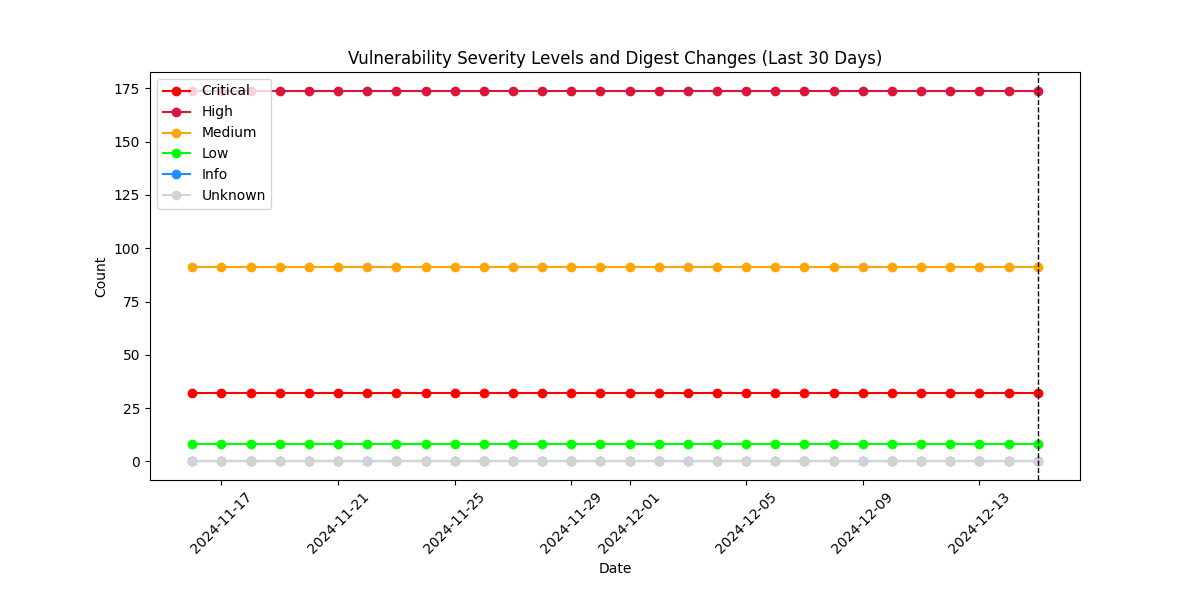 Vulnerability Severity Levels and Digest Changes (Last 30 Days)
Critical
High
Medium
Low
Info
Unknown
175
150
125
100
75
50
25
0
Count
2024-11-17
2024-11-21
2024-11-25
2024-11-29
2024-12-01
2024-12-05
2024-12-09
2024-12-13
Date